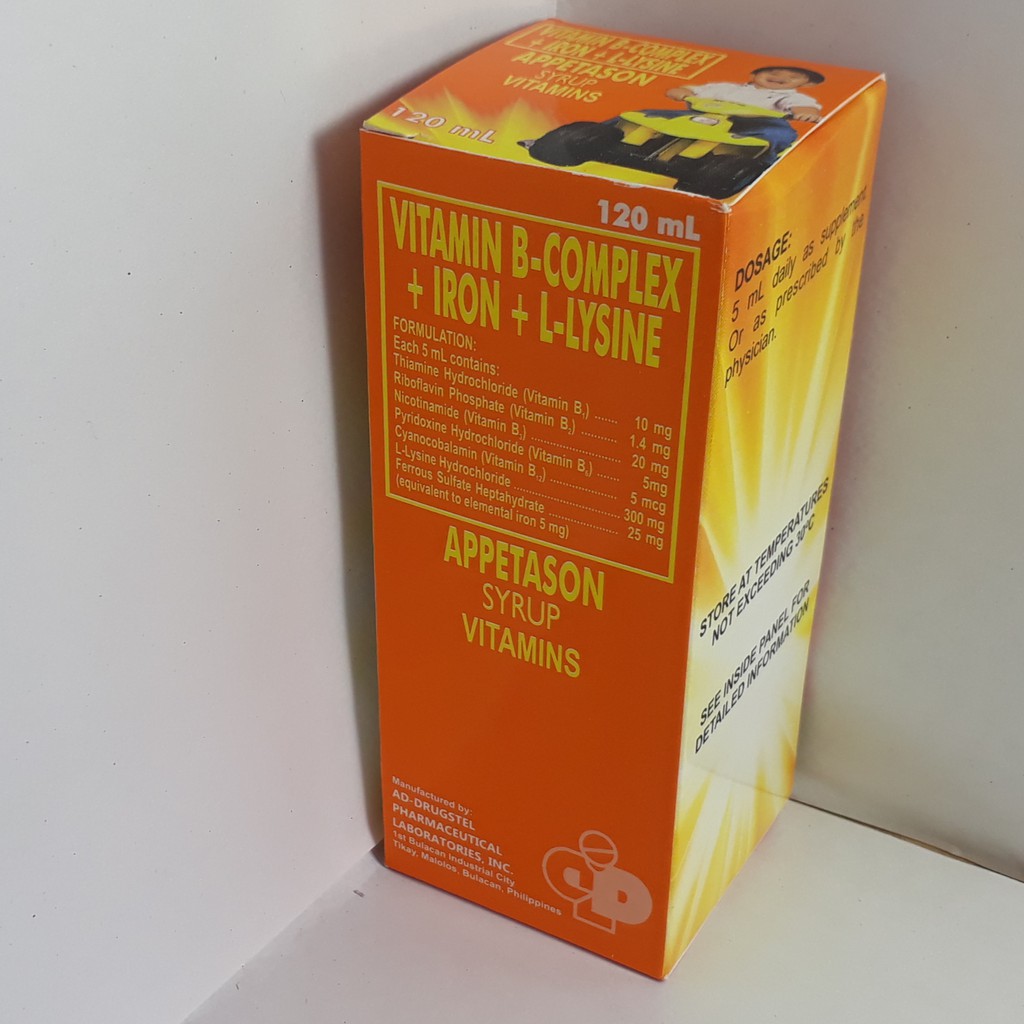 VITAMIN B-COMPLEX
+ IRON + L-LYSINE
APPETASON
SYRUP
VITAMINS
120 mL
120 mL
VITAMIN B-COMPLEX
+ IRON + L-LYSINE
FORMULATION:
Each 5 mL contains:
Thiamine Hydrochloride (Vitamin B₁) ...... 10 mg
Riboflavin Phosphate (Vitamin B₂) .......... 1.4 mg
Nicotinamide (Vitamin B₃) ........................ 20 mg
Pyridoxine Hydrochloride (Vitamin B₆) ...... 5mg
Cyanocobalamin (Vitamin B₁₂) .................. 5 mcg
L-Lysine Hydrochloride ............................ 300 mg
Ferrous Sulfate Heptahydrate ................... 25 mg
(equivalent to elemental iron 5 mg)
APPETASON
SYRUP
VITAMINS
Manufactured by:
AD-DRUGSTEL
PHARMACEUTICAL
LABORATORIES, INC.
1st Bulacan Industrial City
Tikay, Malolos, Bulacan, Philippines
DOSAGE:
5 mL daily as supplement
Or as prescribed by the
physician.
STORE AT TEMPERATURES
NOT EXCEEDING 30°C
SEE INSIDE PANEL FOR
DETAILED INFORMATION